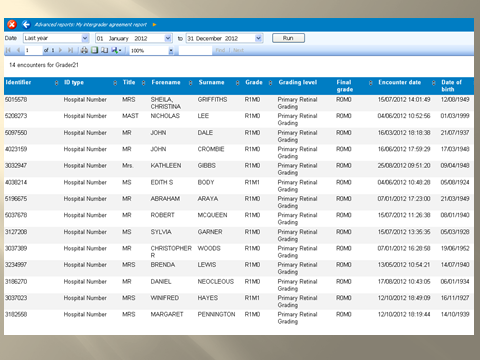 Advanced reports: My intergrader agreement report
Date Last year 01 January 2012 to 31 December 2012 Run
1 of 1 100% Find | Next
14 encounters for Grader21
Identifier ID type Title Forename Surname Grade Grading level Final grade Encounter date Date of birth
5015578 Hospital Number MRS SHEILA, CHRISTINA GRIFFITHS R1M0 Primary Retinal Grading R0M0 15/07/2012 14:01:49 12/08/1949
5208273 Hospital Number MAST NICHOLAS LEE R1M0 Primary Retinal Grading R0M0 04/06/2012 10:52:56 01/03/1999
5097550 Hospital Number MR JOHN DALE R1M0 Primary Retinal Grading R0M0 16/03/2012 18:18:38 21/07/1937
4023159 Hospital Number MR JOHN CROMBIE R1M0 Primary Retinal Grading R0M0 16/06/2012 17:59:29 17/03/1948
3032947 Hospital Number Mrs. KATHLEEN GIBBS R1M0 Primary Retinal Grading R0M0 25/08/2012 09:51:20 09/04/1948
4038214 Hospital Number MS EDITH S BODY R1M1 Primary Retinal Grading R0M0 04/06/2012 10:48:28 05/08/1924
5196675 Hospital Number MR ABRAHAM ARAYA R1M0 Primary Retinal Grading R0M0 07/01/2012 17:23:00 21/03/1949
5037678 Hospital Number MR ROBERT MCQUEEN R1M0 Primary Retinal Grading R0M0 15/07/2012 11:26:38 08/01/1940
3127208 Hospital Number MS SYLVIA GARNER R1M0 Primary Retinal Grading R0M0 15/07/2012 13:35:35 05/03/1928
3037389 Hospital Number MR CHRISTOPHER WOODS R1M0 Primary Retinal Grading R0M0 07/01/2012 16:28:58 19/06/1952
3234997 Hospital Number MRS BRENDA LEWIS R1M0 Primary Retinal Grading R0M0 13/05/2012 10:54:21 14/07/1940
3186270 Hospital Number MR DANIEL NEOCLEOUS R1M0 Primary Retinal Grading R0M0 17/08/2012 10:43:05 06/01/1934
3037023 Hospital Number MRS WINIFRED HAYES R1M1 Primary Retinal Grading R0M0 12/10/2012 18:49:09 16/11/1927
3182558 Hospital Number MRS MARGARET PENNINGTON R1M0 Primary Retinal Grading R0M0 12/10/2012 18:19:44 14/10/1939